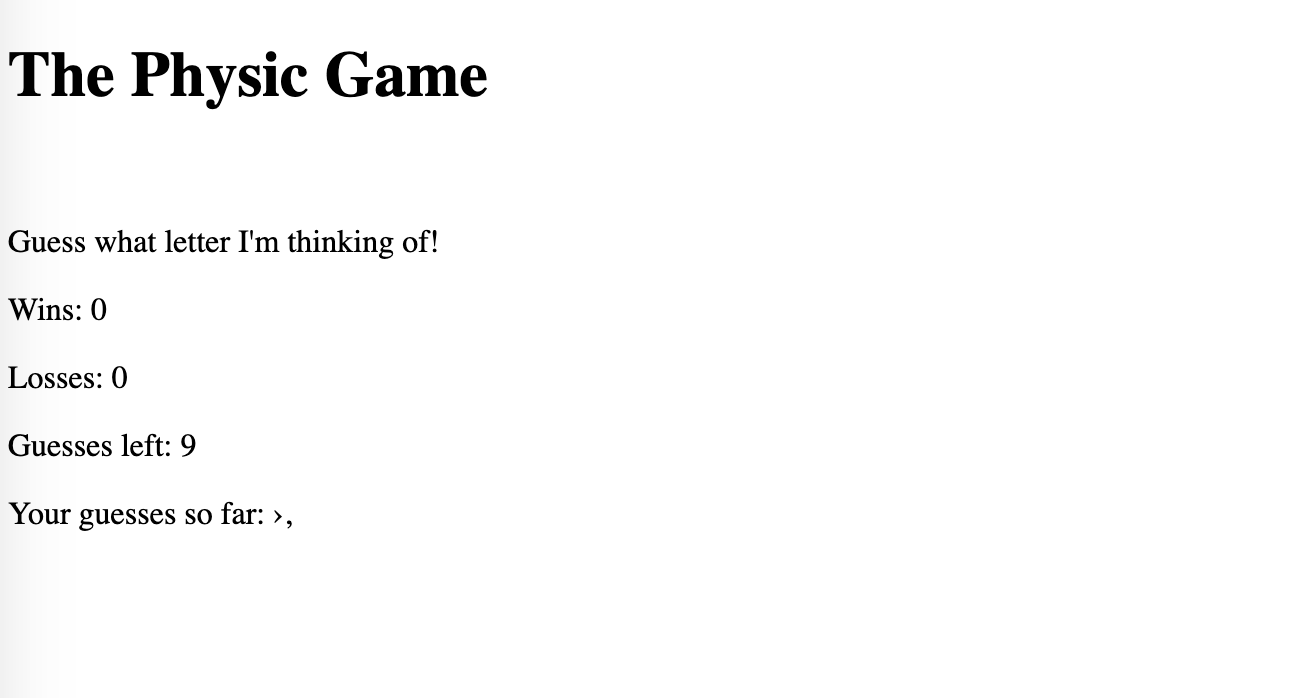 The Physic Game
Guess what letter I'm thinking of!
Wins: 0
Losses: 0
Guesses left: 9
Your guesses so far: ›,